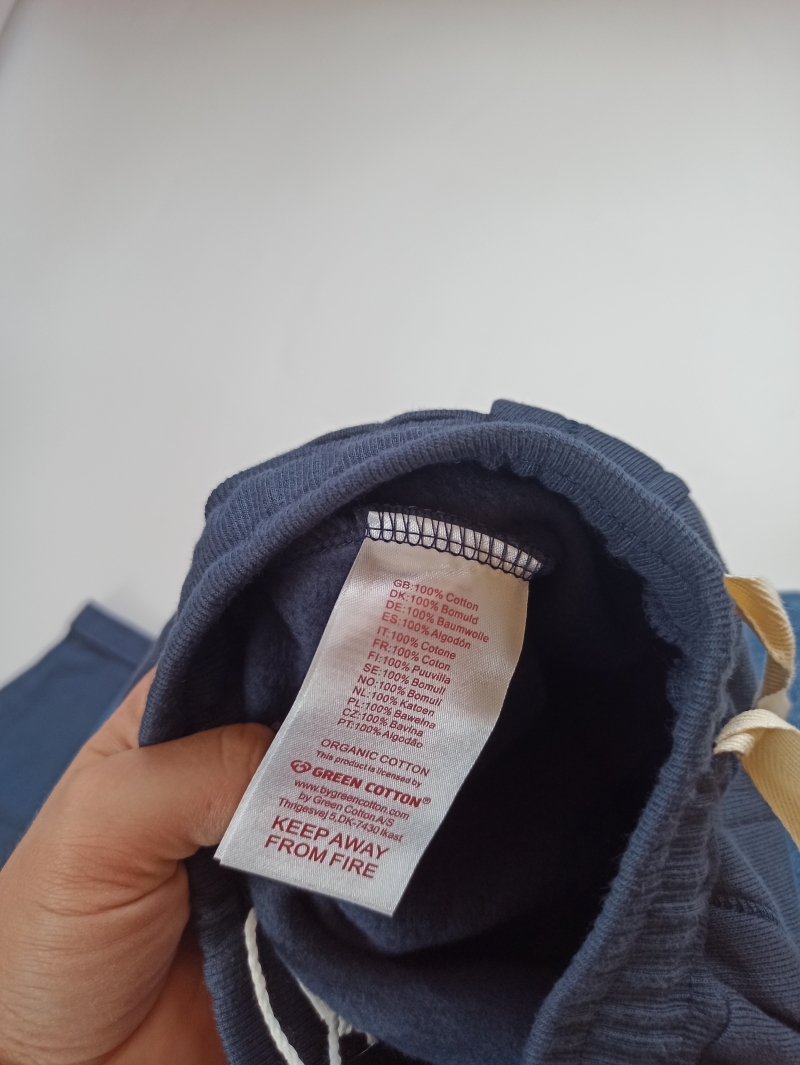 GB:100% Cotton
DK:100% Bomuld
DE:100% Baumwolle
ES:100% Algodón
IT:100% Cotone
FR:100% Coton
FI:100% Puuvilla
SE:100% Bomull
NO:100% Bomull
NL:100% Katoen
PL:100% Bawełna
CZ:100% Bavlna
PT:100% Algodão
ORGANIC COTTON
This product is licensed by
GREEN COTTON®
www.bygreencotton.com
by Green Cotton A/S
Thrigesvej 5,DK-7430 Ikast
KEEP AWAY
FROM FIRE